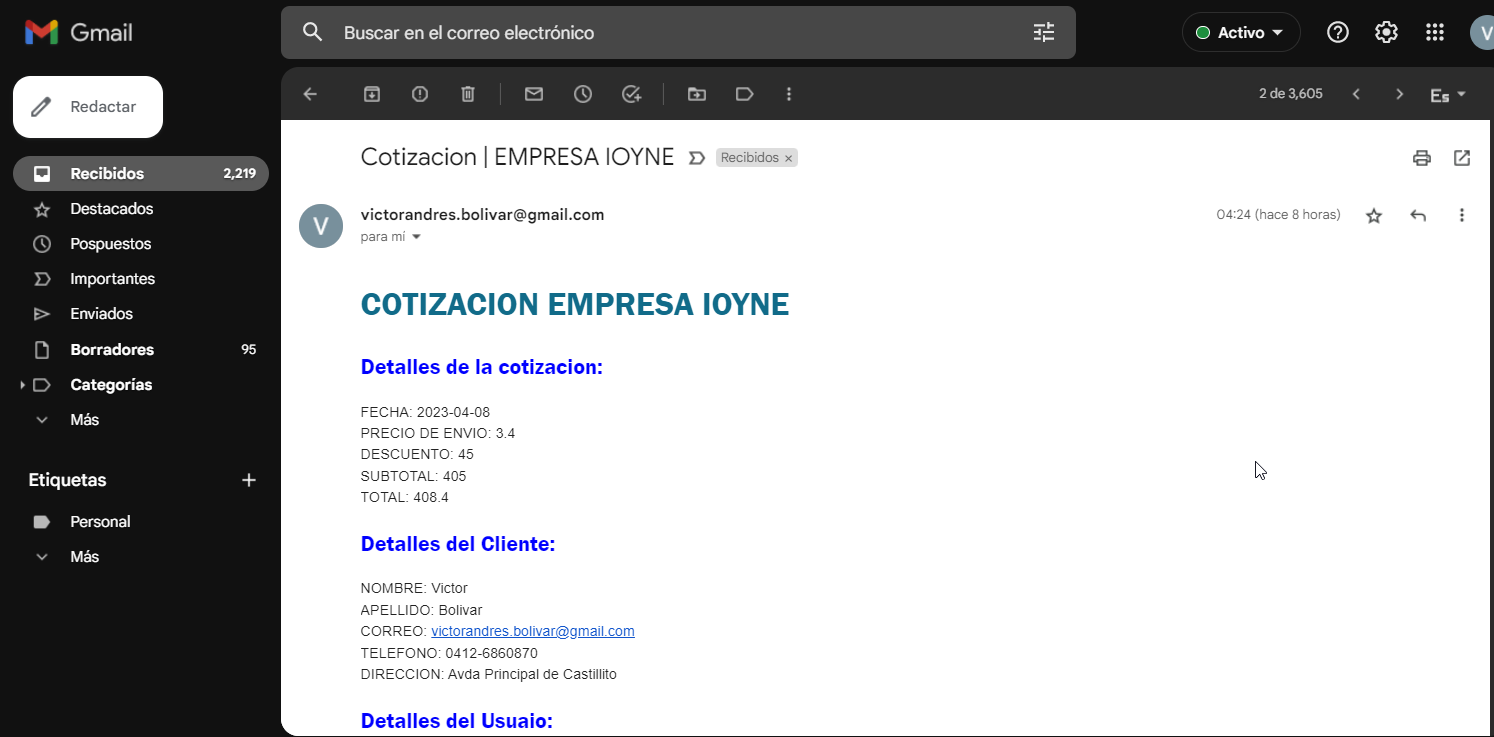 Gmail
Buscar en el correo electrónico
Activo
V
Redactar
2 de 3,605
Es
Recibidos 2,219
Destacados
Pospuestos
Importantes
Enviados
Borradores 95
Categorías
Más
Etiquetas +
Personal
Más
Cotizacion | EMPRESA IOYNE
Recibidos ×
V
victorandres.bolivar@gmail.com
04:24 (hace 8 horas)
para mí
COTIZACION EMPRESA IOYNE
Detalles de la cotizacion:
FECHA: 2023-04-08
PRECIO DE ENVIO: 3.4
DESCUENTO: 45
SUBTOTAL: 405
TOTAL: 408.4
Detalles del Cliente:
NOMBRE: Victor
APELLIDO: Bolivar
CORREO: victorandres.bolivar@gmail.com
TELEFONO: 0412-6860870
DIRECCION: Avda Principal de Castillito
Detalles del Usuaio: